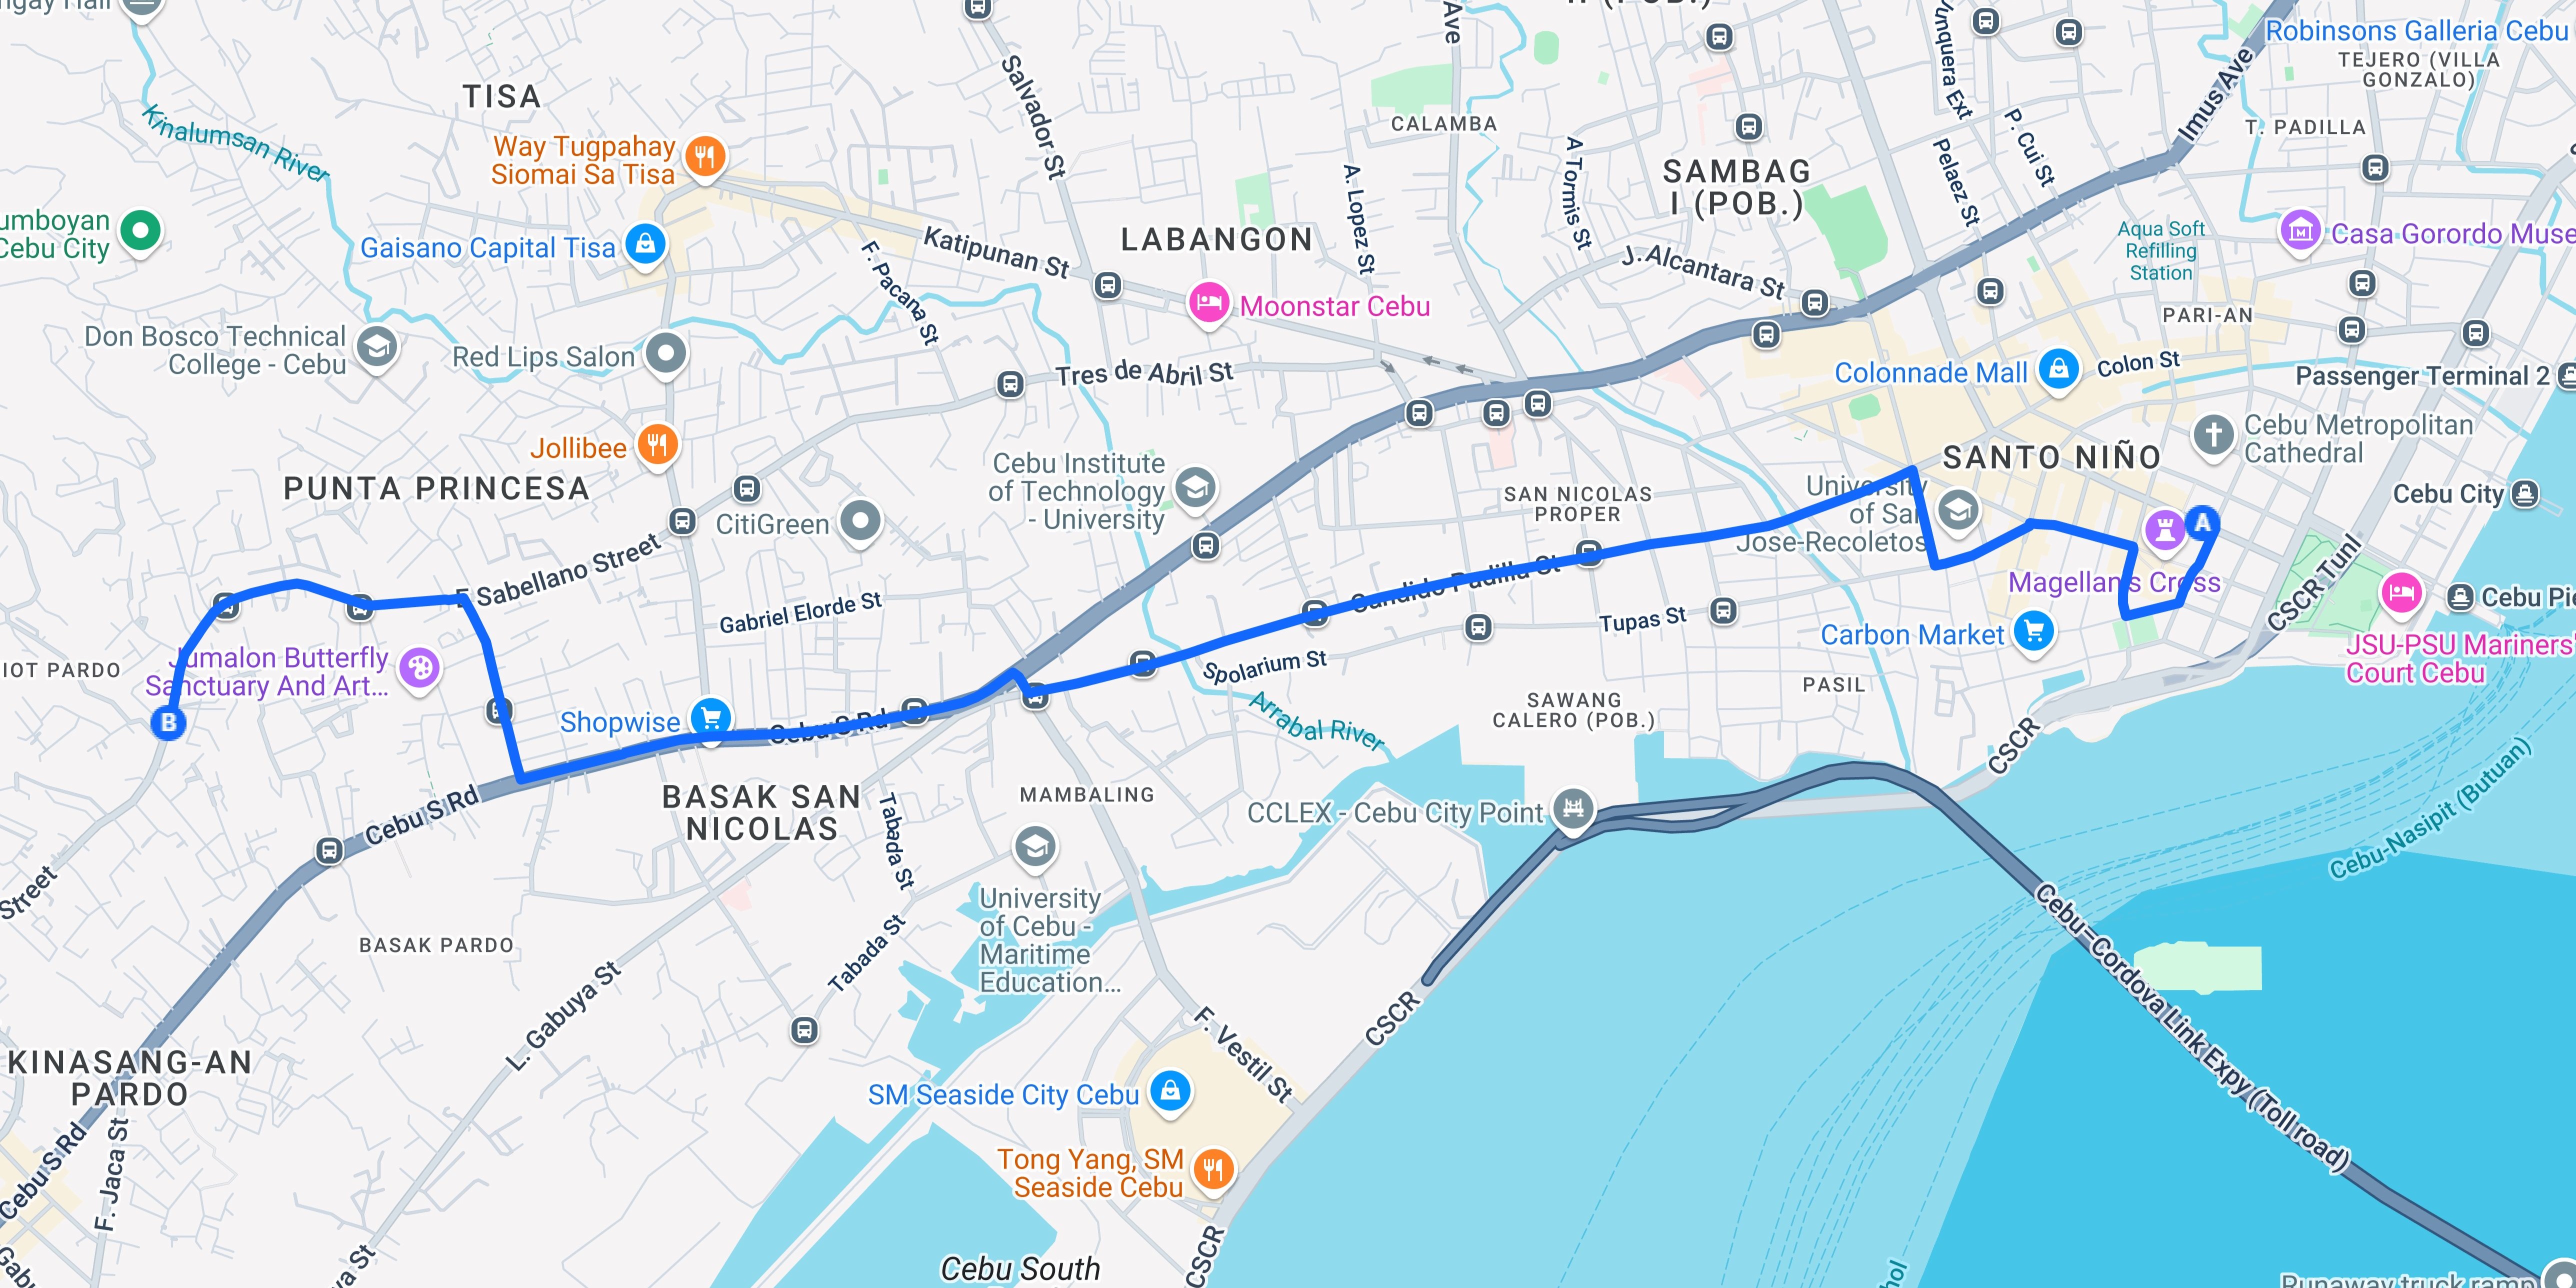 Robinsons Galleria Cebu
TEJERO (VILLA
GONZALO)
Imus Ave
T. PADILLA
P. Cui St
Pelaez St
Ave
CALAMBA
Salvador St
TISA
Kinalumsan River
Way Tugpahay
Siomai Sa Tisa
A. Lopez St
A Tormis St
SAMBAG
I (POB.)
Aqua Soft
Refilling
Station
Casa Gorordo Muse
Cebu City
Gaisano Capital Tisa
F. Pacana St
Katipunan St
LABANGON
J. Alcantara St
Moonstar Cebu
PARI-AN
Don Bosco Technical
College - Cebu
Red Lips Salon
Tres de Abril St
Colonnade Mall
Colon St
Passenger Terminal 2
Jollibee
Cebu Metropolitan
Cathedral
SANTO NIÑO
PUNTA PRINCESA
Cebu Institute
of Technology
- University
SAN NICOLAS
PROPER
University
of San
Jose-Recoletos
Cebu City
CitiGreen
A
E Sabellano Street
Candido Padilla St
Magellan's Cross
CSCR Tunl
Gabriel Elorde St
Tupas St
Cebu Pie
Carbon Market
JSU-PSU Mariners
Court Cebu
IOT PARDO
Jumalon Butterfly
Sanctuary And Art...
Spolarium St
PASIL
B
Shopwise
Cebu S Rd
Arrabal River
SAWANG
CALERO (POB.)
CSCR
BASAK SAN
NICOLAS
MAMBALING
Cebu S Rd
Tabada St
CCLEX - Cebu City Point
Cebu-Nasipit (Butuan)
Street
University
of Cebu -
Maritime
Education...
BASAK PARDO
Tabada St
Cebu-Cordova Link Expy (Toll road)
L. Gabuya St
CSCR
F. Vestil St
KINASANG-AN
PARDO
SM Seaside City Cebu
Cebu S Rd
F. Jaca St
Tong Yang, SM
Seaside Cebu
CSCR
Cebu South
Runaway truck ramp